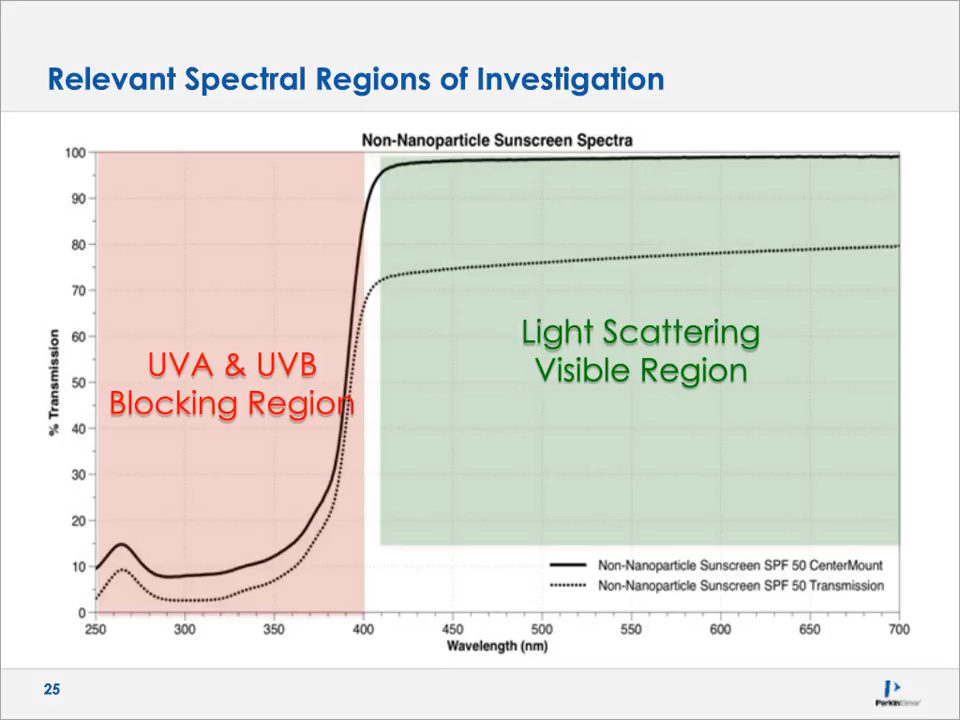 Relevant Spectral Regions of Investigation
Non-Nanoparticle Sunscreen Spectra
100
90
80
70
60
50
40
30
20
10
0
% Transmission
UVA & UVB
Blocking Region
Light Scattering
Visible Region
Non-Nanoparticle Sunscreen SPF 50 CenterMount
Non-Nanoparticle Sunscreen SPF 50 Transmission
250 300 350 400 450 500 550 600 650 700
Wavelength (nm)
25
PerkinElmer